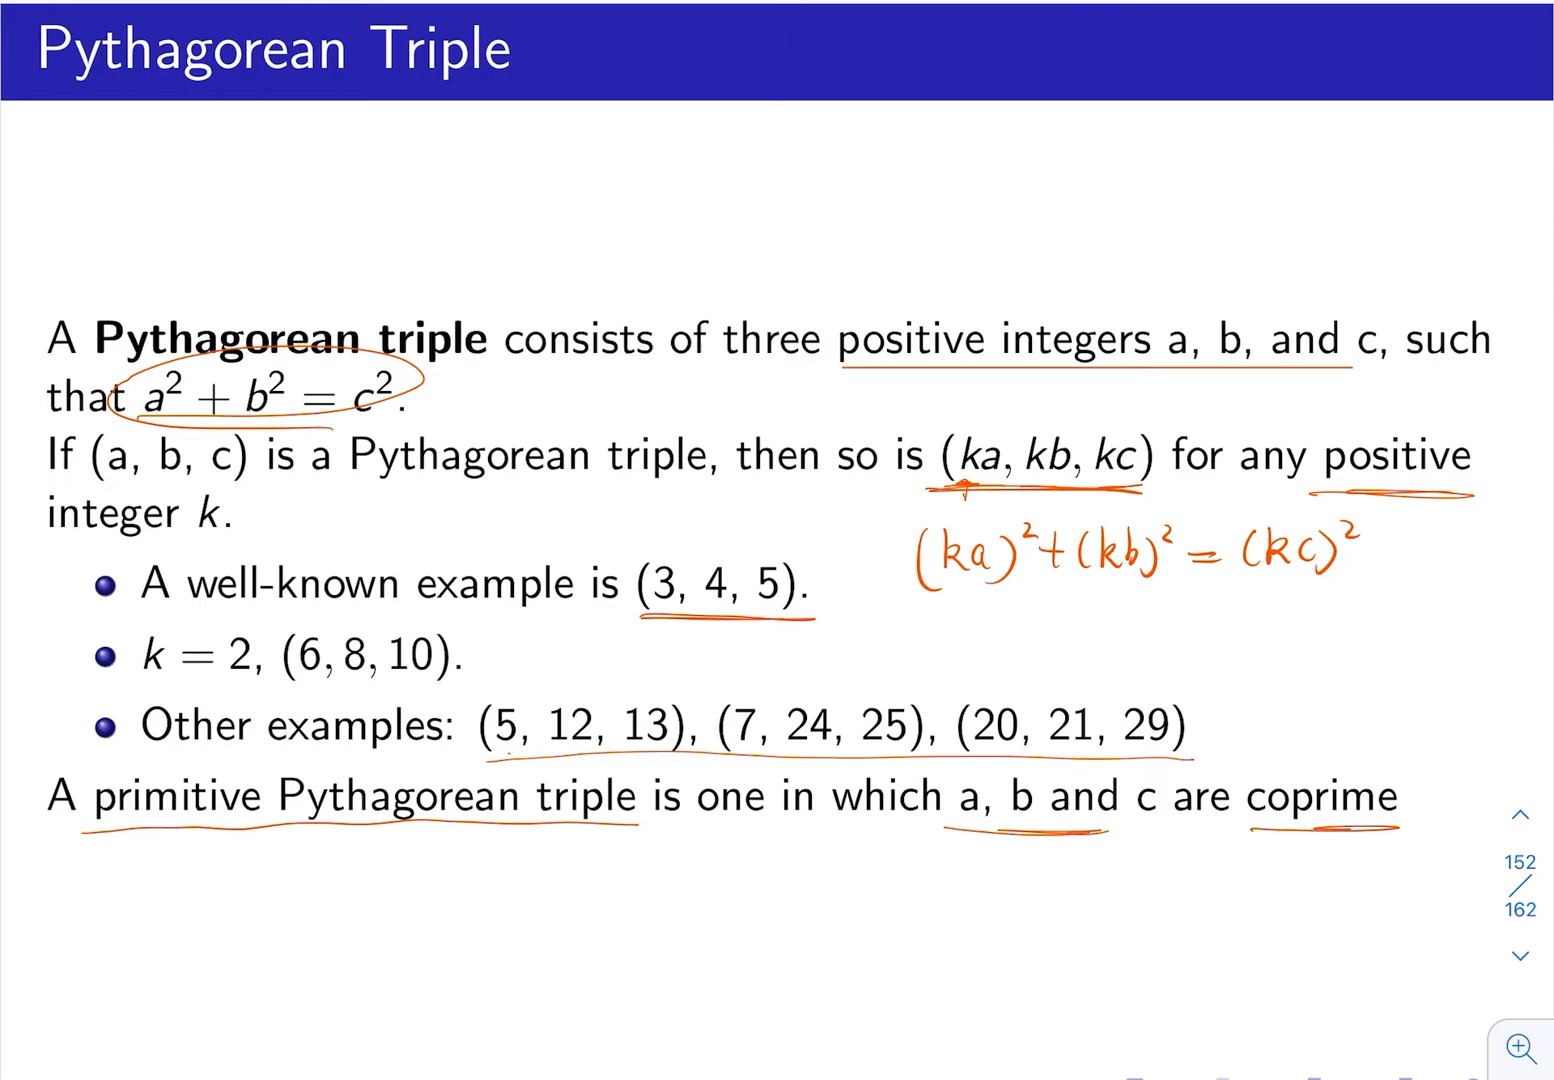 Pythagorean Triple
A Pythagorean triple consists of three positive integers a, b, and c, such
that a² + b² = c².
If (a, b, c) is a Pythagorean triple, then so is (ka, kb, kc) for any positive
integer k.
(ka)² + (kb)² = (kc)²
A well-known example is (3, 4, 5).
k = 2, (6, 8, 10).
Other examples: (5, 12, 13), (7, 24, 25), (20, 21, 29)
A primitive Pythagorean triple is one in which a, b and c are coprime
152
/
162